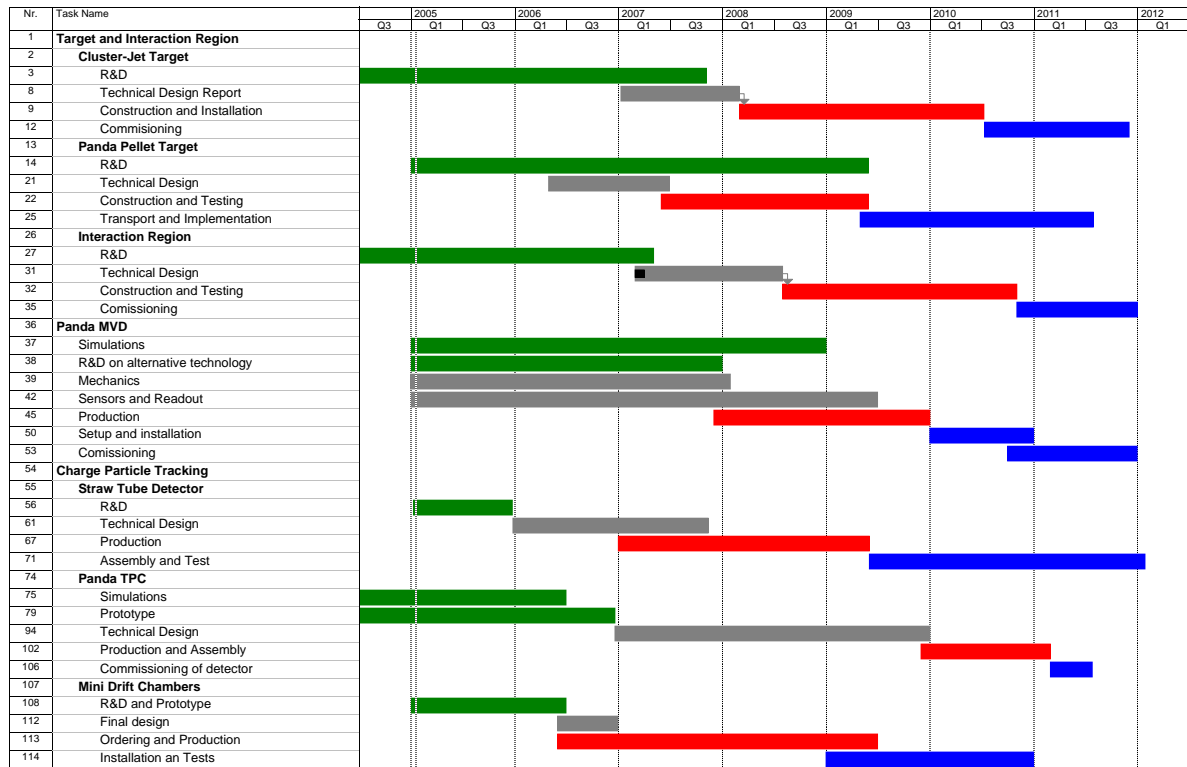 Nr. Task Name 2005 2006 2007 2008 2009 2010 2011 2012
Q3 Q1 Q3 Q1 Q3 Q1 Q3 Q1 Q3 Q1 Q3 Q1 Q3 Q1 Q3 Q1
1 Target and Interaction Region
2 Cluster-Jet Target
3 R&D
8 Technical Design Report
9 Construction and Installation
12 Commisioning
13 Panda Pellet Target
14 R&D
21 Technical Design
22 Construction and Testing
25 Transport and Implementation
26 Interaction Region
27 R&D
31 Technical Design
32 Construction and Testing
35 Comissioning
36 Panda MVD
37 Simulations
38 R&D on alternative technology
39 Mechanics
42 Sensors and Readout
45 Production
50 Setup and installation
53 Comissioning
54 Charge Particle Tracking
55 Straw Tube Detector
56 R&D
61 Technical Design
67 Production
71 Assembly and Test
74 Panda TPC
75 Simulations
79 Prototype
94 Technical Design
102 Production and Assembly
106 Commissioning of detector
107 Mini Drift Chambers
108 R&D and Prototype
112 Final design
113 Ordering and Production
114 Installation an Tests